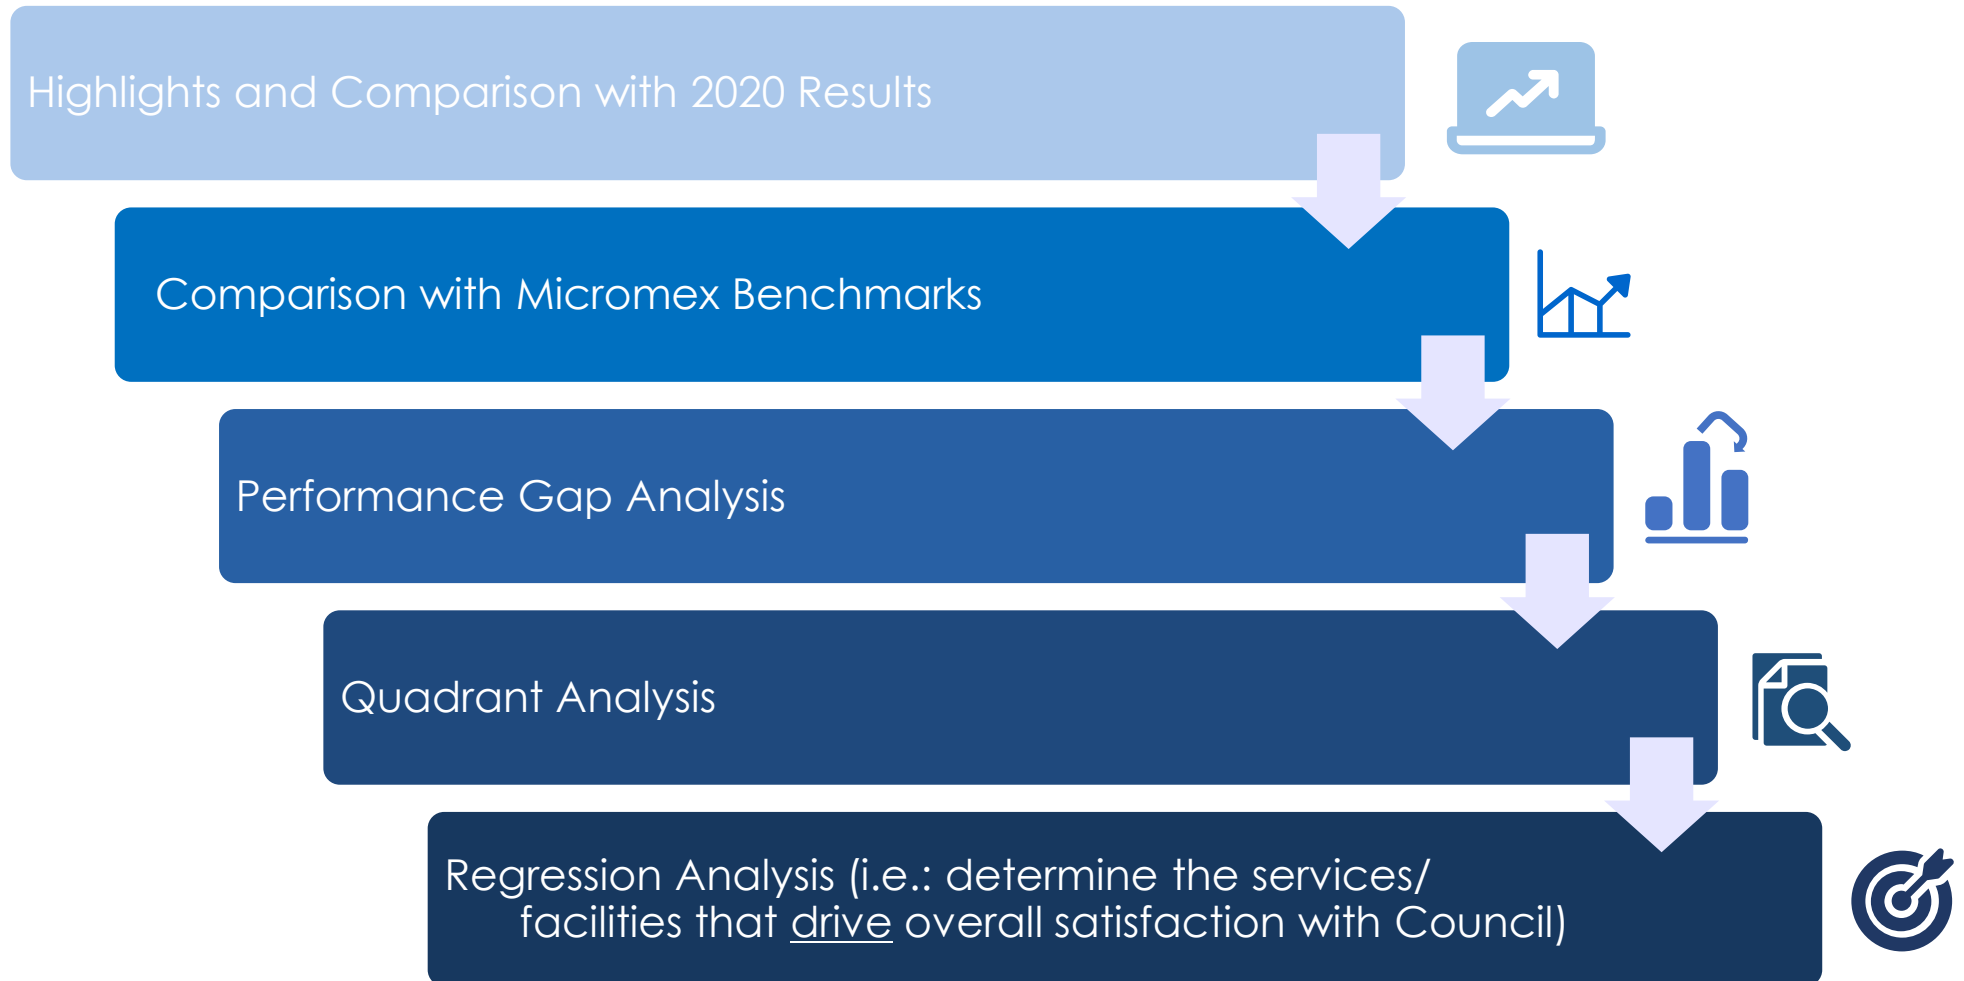 Highlights and Comparison with 2020 Results
Comparison with Micromex Benchmarks
Performance Gap Analysis
Quadrant Analysis
Regression Analysis (i.e.: determine the services/
facilities that drive overall satisfaction with Council)